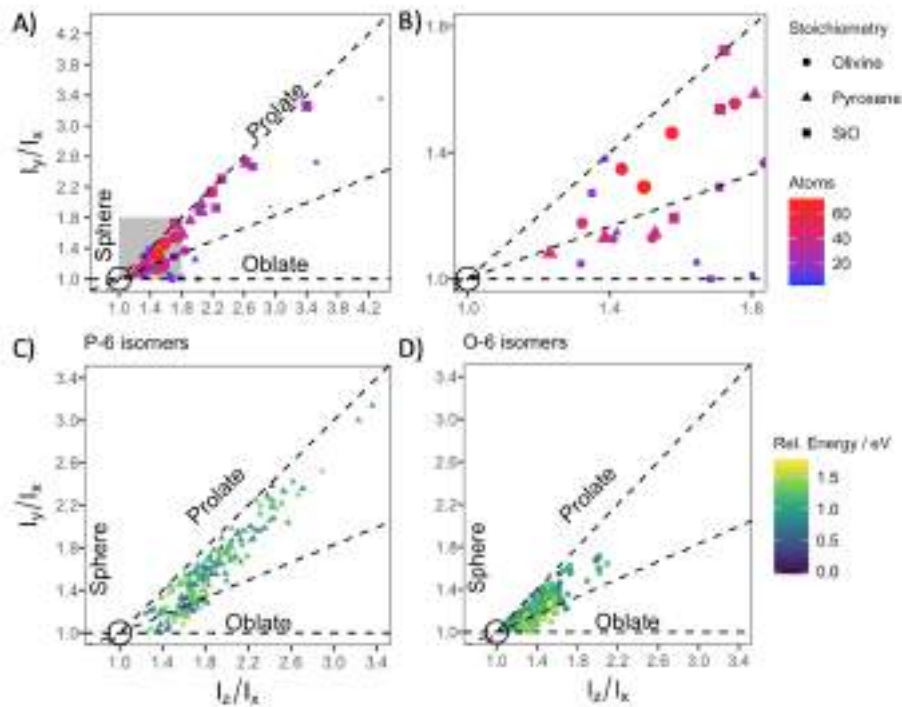 A)
B)
Stoichiometry
Olivine
Pyroxene
SiO
Atoms
60
40
20
4.2
3.8
3.4
3.0
2.6
2.2
1.8
1.4
1.0
Iy/Ix
Sphere
Prolate
Oblate
1.0 1.4 1.8 2.2 2.6 3.0 3.4 3.8 4.2
1.8
1.4
1.0
1.0 1.4 1.8
C)
P-6 isomers
D)
O-6 isomers
3.4
3.0
2.6
2.2
1.8
1.4
1.0
Iy/Ix
Sphere
Prolate
Oblate
1.0 1.4 1.8 2.2 2.6 3.0 3.4
Iz/Ix
3.4
3.0
2.6
2.2
1.8
1.4
1.0
Sphere
Prolate
Oblate
1.0 1.4 1.8 2.2 2.6 3.0 3.4
Iz/Ix
Rel. Energy / eV
1.5
1.0
0.5
0.0